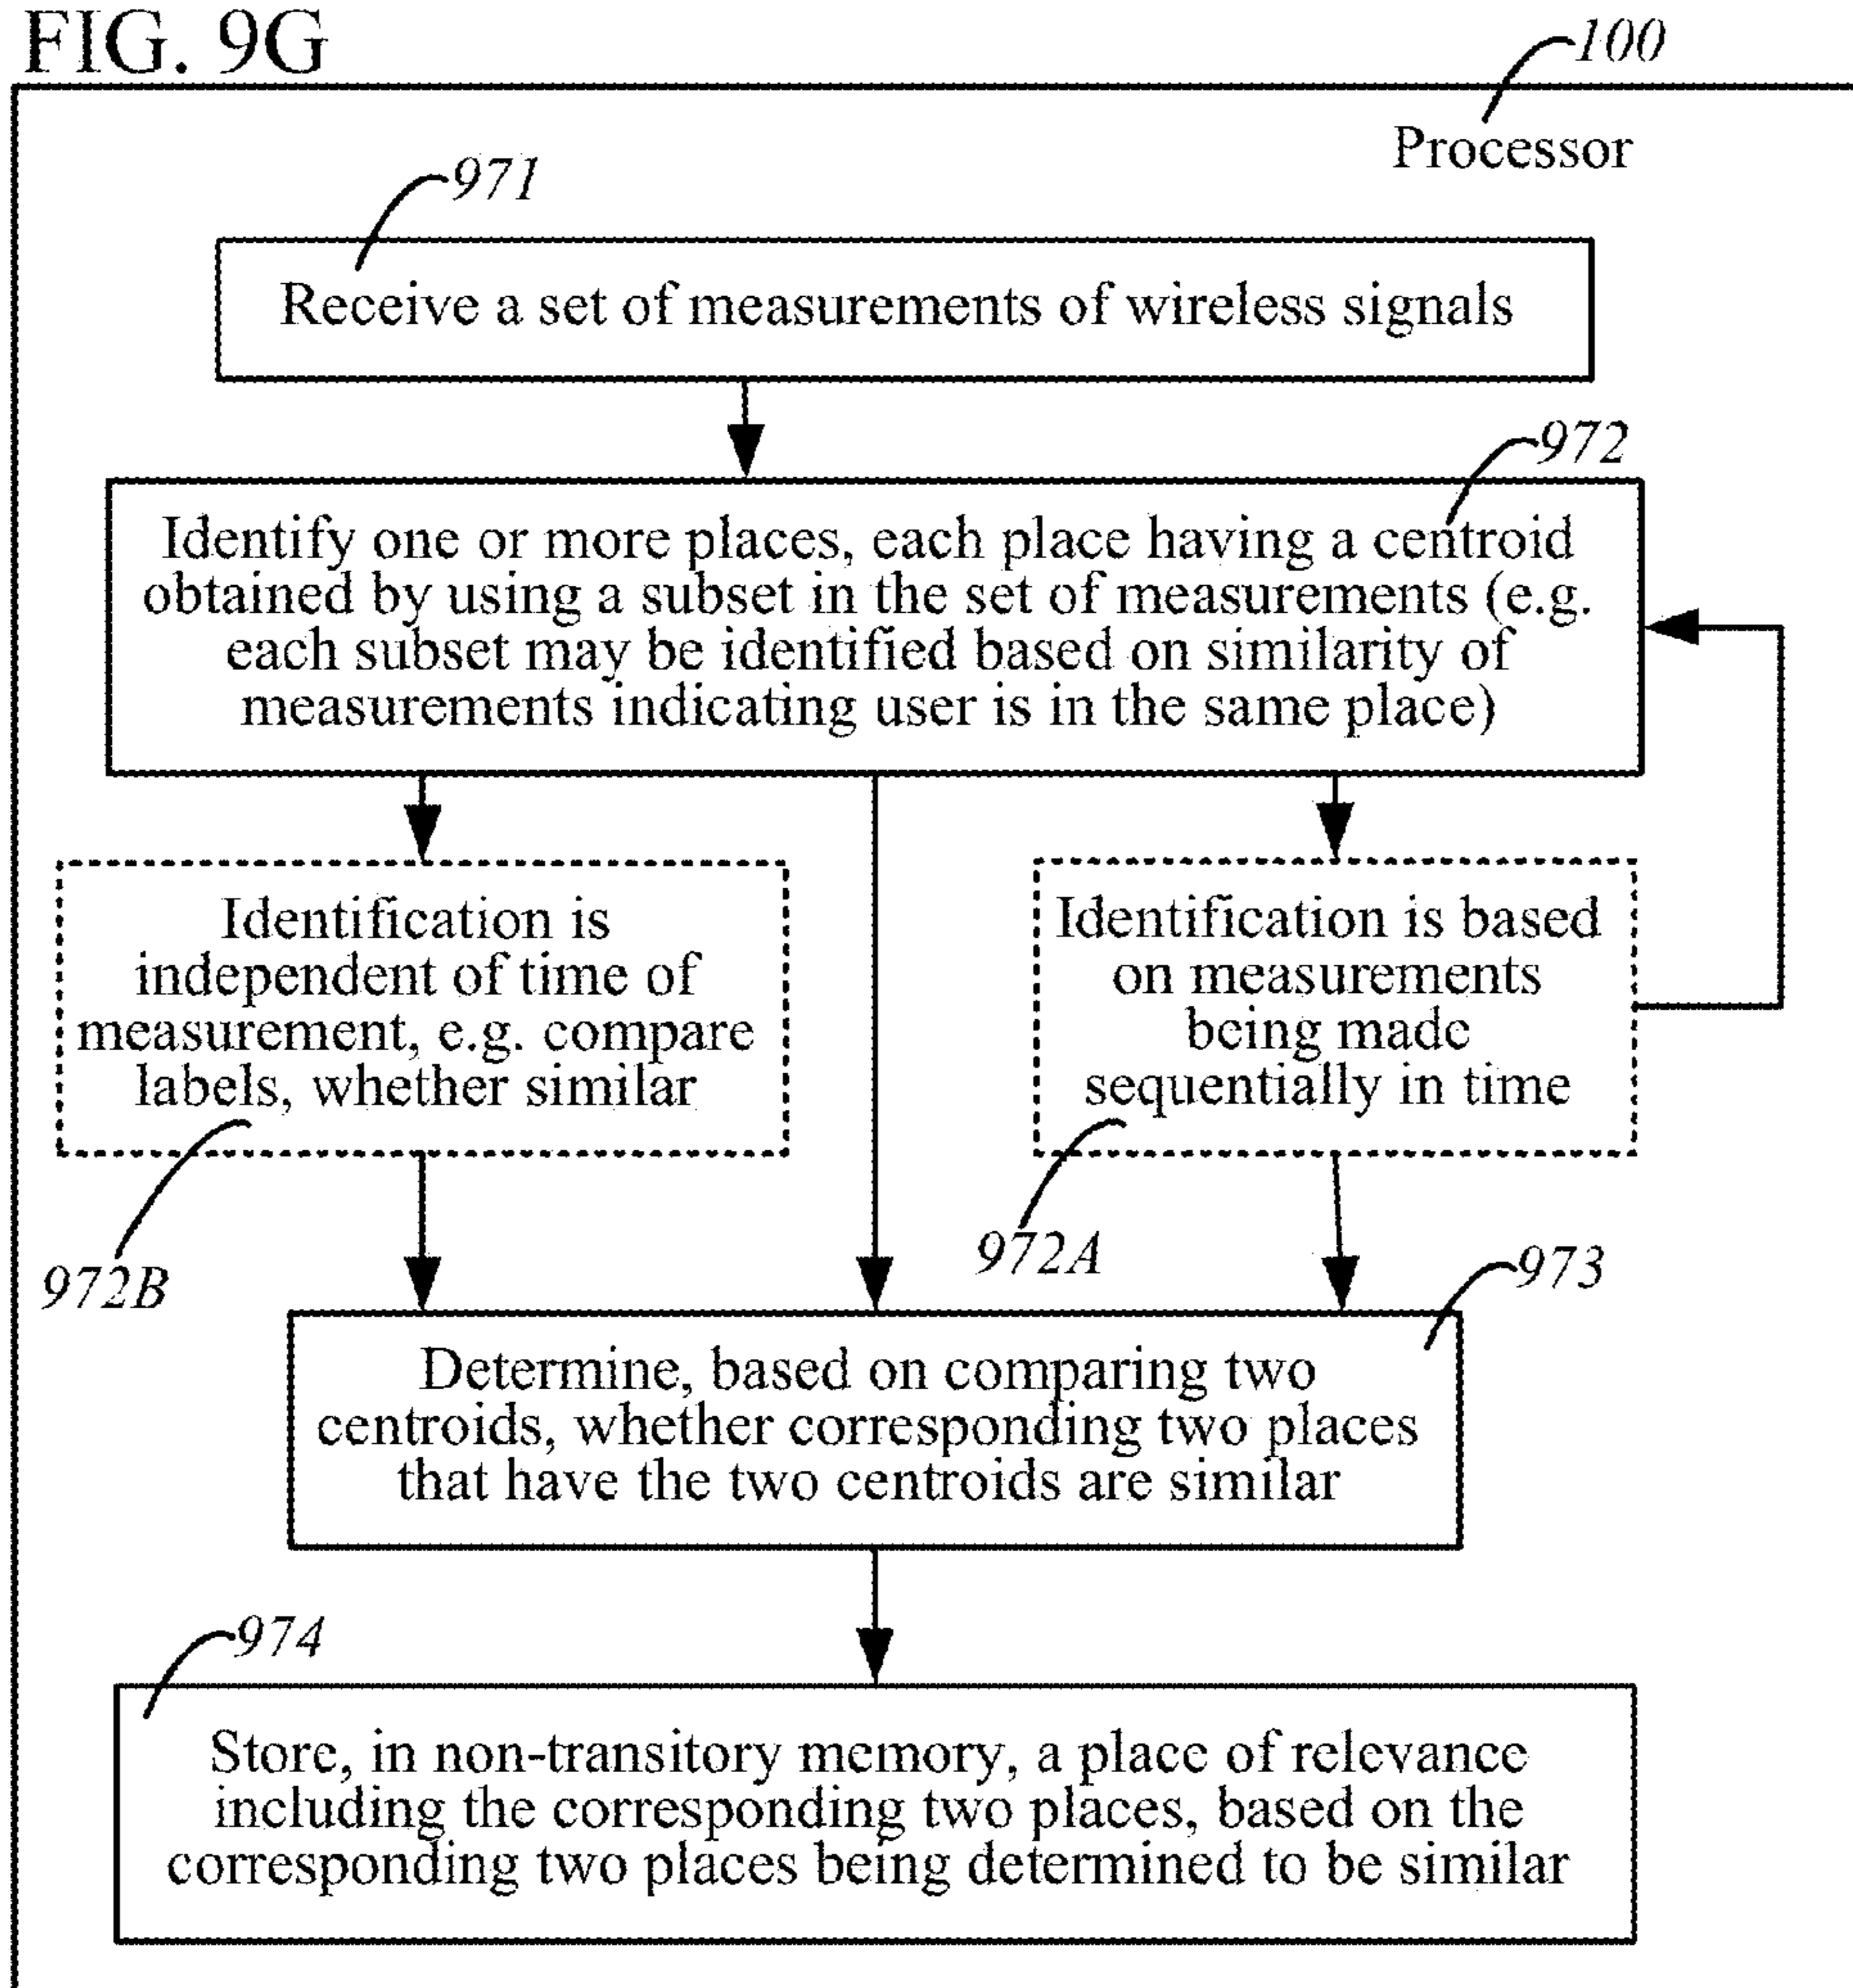 FIG. 9G
100
Processor
971
Receive a set of measurements of wireless signals
972
Identify one or more places, each place having a centroid
obtained by using a subset in the set of measurements (e.g.
each subset may be identified based on similarity of
measurements indicating user is in the same place)
Identification is
independent of time of
measurement, e.g. compare
labels, whether similar
972B
Identification is based
on measurements
being made
sequentially in time
972A
973
Determine, based on comparing two
centroids, whether corresponding two places
that have the two centroids are similar
974
Store, in non-transitory memory, a place of relevance
including the corresponding two places, based on the
corresponding two places being determined to be similar